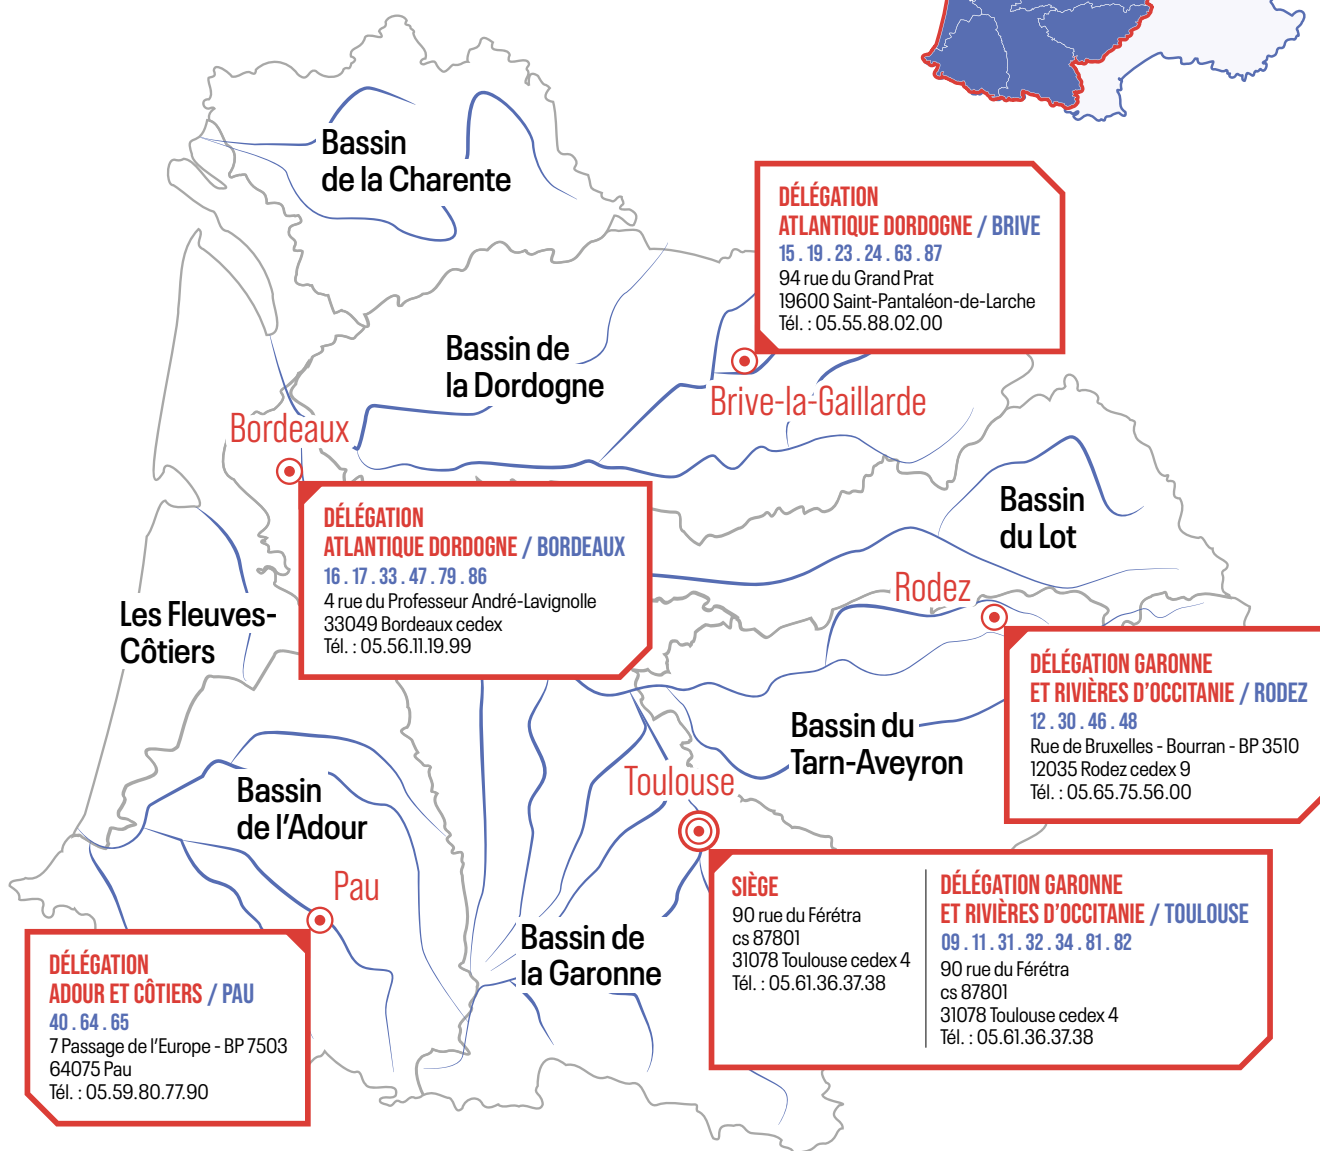 Bassin
de la Charente
DÉLÉGATION
ATLANTIQUE DORDOGNE / BRIVE
15 . 19 . 23 . 24 . 63 . 87
94 rue du Grand Prat
19600 Saint-Pantaléon-de-Larche
Tél. : 05.55.88.02.00
Bassin de
la Dordogne
Brive-la-Gaillarde
Bordeaux
DÉLÉGATION
ATLANTIQUE DORDOGNE / BORDEAUX
16 . 17 . 33 . 47 . 79 . 86
4 rue du Professeur André-Lavignolle
33049 Bordeaux cedex
Tél. : 05.56.11.19.99
Bassin
du Lot
Rodez
Les Fleuves-
Côtiers
DÉLÉGATION GARONNE
ET RIVIÈRES D'OCCITANIE / RODEZ
12 . 30 . 46 . 48
Rue de Bruxelles - Bourran - BP 3510
12035 Rodez cedex 9
Tél. : 05.65.75.56.00
Bassin du
Tarn-Aveyron
Toulouse
Bassin
de l'Adour
Pau
SIÈGE
90 rue du Férétra
cs 87801
31078 Toulouse cedex 4
Tél. : 05.61.36.37.38
DÉLÉGATION GARONNE
ET RIVIÈRES D'OCCITANIE / TOULOUSE
09 . 11 . 31 . 32 . 34 . 81 . 82
90 rue du Férétra
cs 87801
31078 Toulouse cedex 4
Tél. : 05.61.36.37.38
Bassin de
la Garonne
DÉLÉGATION
ADOUR ET CÔTIERS / PAU
40 . 64 . 65
7 Passage de l'Europe - BP 7503
64075 Pau
Tél. : 05.59.80.77.90